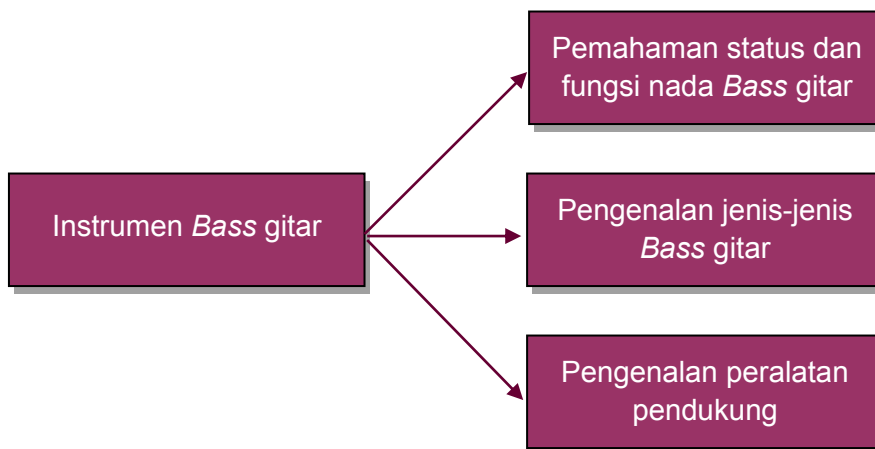 Pemahaman status dan
fungsi nada Bass gitar
Instrumen Bass gitar
Pengenalan jenis-jenis
Bass gitar
Pengenalan peralatan
pendukung